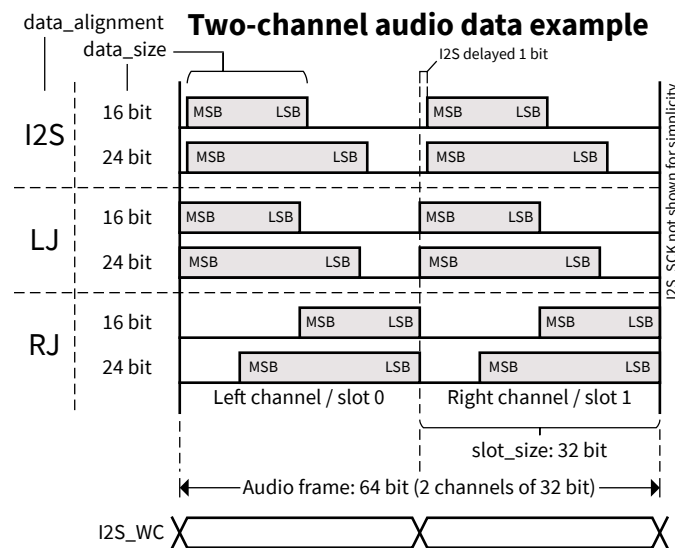 data_alignment
Two-channel audio data example
data_size
I2S delayed 1 bit
I2S
16 bit
MSB LSB MSB LSB
24 bit
MSB LSB MSB LSB
LJ
16 bit
MSB LSB MSB LSB
24 bit
MSB LSB MSB LSB
RJ
16 bit
MSB LSB MSB LSB
24 bit
MSB LSB MSB LSB
I2S_SCK not shown for simplicity
Left channel / slot 0
Right channel / slot 1
slot_size: 32 bit
Audio frame: 64 bit (2 channels of 32 bit)
I2S_WC